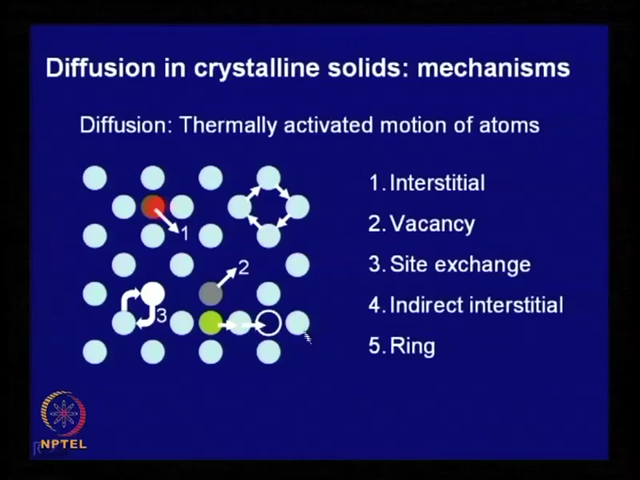 Diffusion in crystalline solids: mechanisms
Diffusion: Thermally activated motion of atoms
1. Interstitial
2. Vacancy
3. Site exchange
4. Indirect interstitial
5. Ring
1
2
3
NPTEL